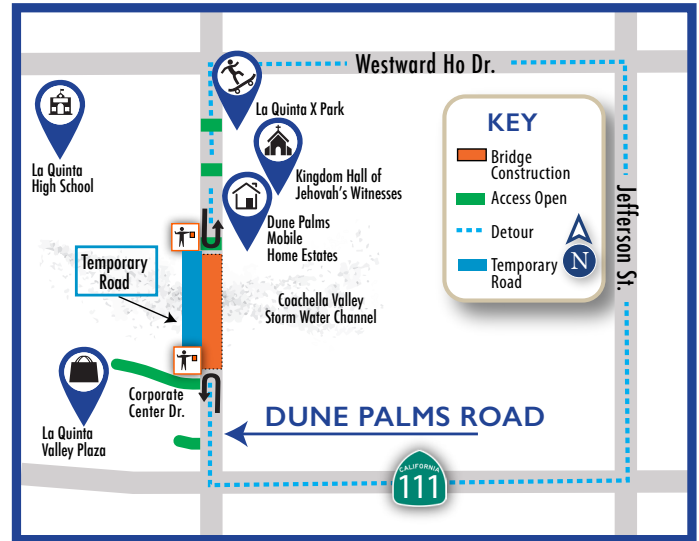 Westward Ho Dr.
La Quinta X Park
La Quinta
High School
Kingdom Hall of
Jehovah's Witnesses
Dune Palms
Mobile
Home Estates
KEY
Bridge
Construction
Access Open
Detour
N
Temporary
Road
Jefferson St.
Temporary
Road
Coachella Valley
Storm Water Channel
Corporate
Center Dr.
La Quinta
Valley Plaza
DUNE PALMS ROAD
CALIFORNIA
111